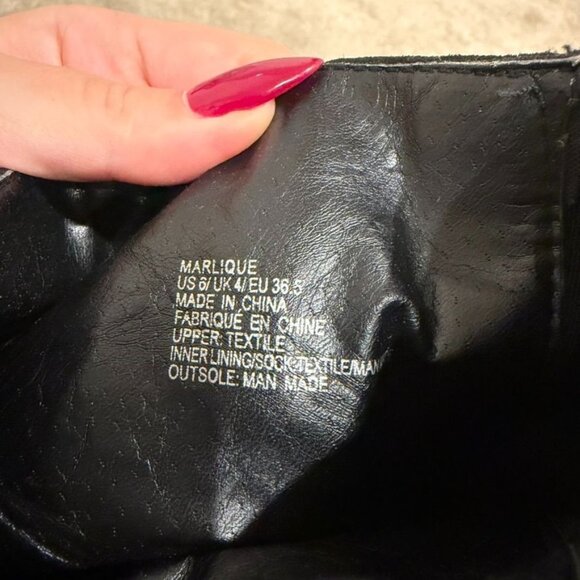 MARLIQUE
US 6/ UK 4/ EU 36.5
MADE IN CHINA
FABRIQUÉ EN CHINE
UPPER: TEXTILE
INNER LINING/SOCK:TEXTILE/MAN
OUTSOLE: MAN MADE